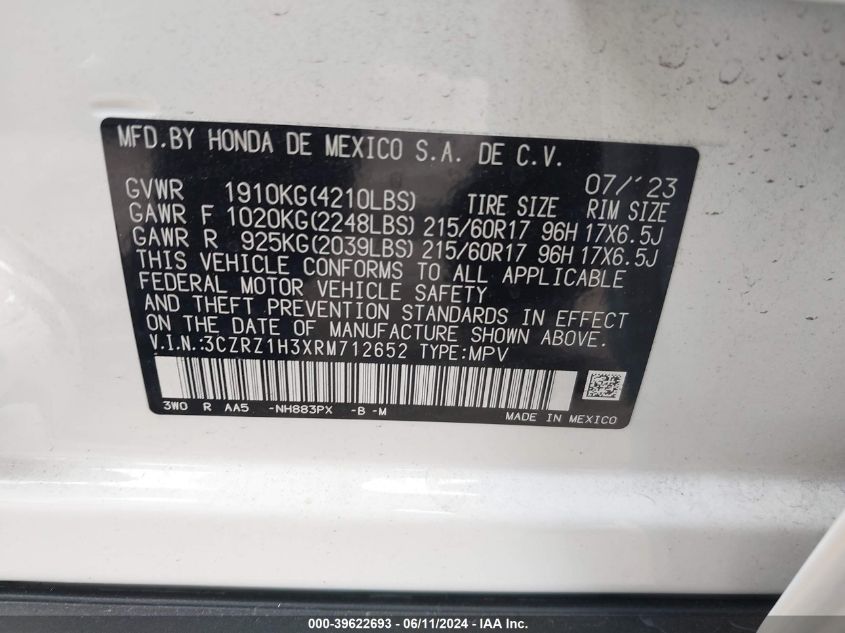 MFD.BY HONDA DE MEXICO S.A. DE C.V.
07/'23
GVWR 1910KG(4210LBS) TIRE SIZE RIM SIZE
GAWR F 1020KG(2248LBS) 215/60R17 96H 17X6.5J
GAWR R 925KG(2039LBS) 215/60R17 96H 17X6.5J
THIS VEHICLE CONFORMS TO ALL APPLICABLE
FEDERAL MOTOR VEHICLE SAFETY
AND THEFT PREVENTION STANDARDS IN EFFECT
ON THE DATE OF MANUFACTURE SHOWN ABOVE.
V.I.N.:3CZRZ1H3XRM712652 TYPE:MPV
3WO R AA5 -NH883PX -B -M
MADE IN MEXICO
000-39622693 / 06/11/2024 - IAA Inc.